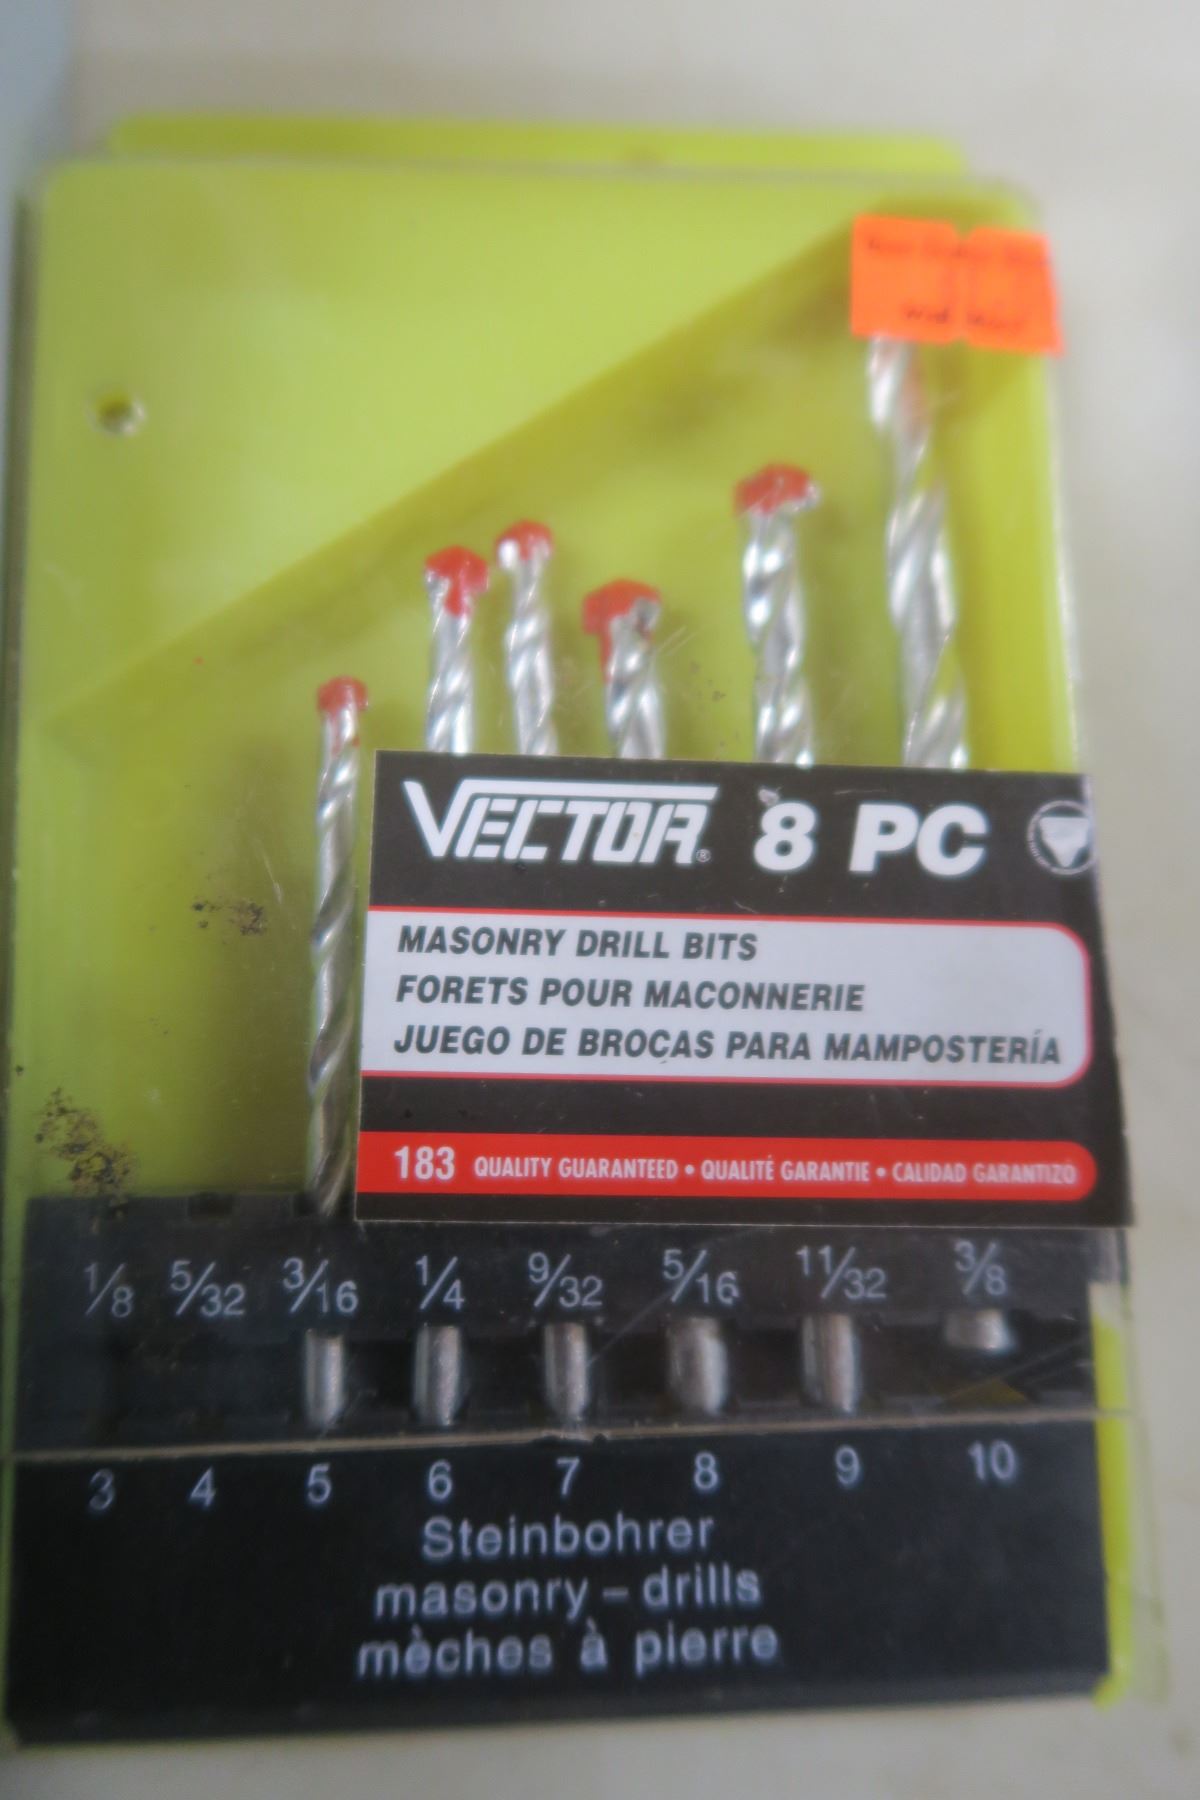 VECTOR® 8 PC
MASONRY DRILL BITS
FORETS POUR MACONNERIE
JUEGO DE BROCAS PARA MAMPOSTERÍA
183 QUALITY GUARANTEED • QUALITÉ GARANTIE • CALIDAD GARANTIZO
1/8 5/32 3/16 1/4 9/32 5/16 11/32 3/8
3 4 5 6 7 8 9 10
Steinbohrer
masonry – drills
mèches à pierre